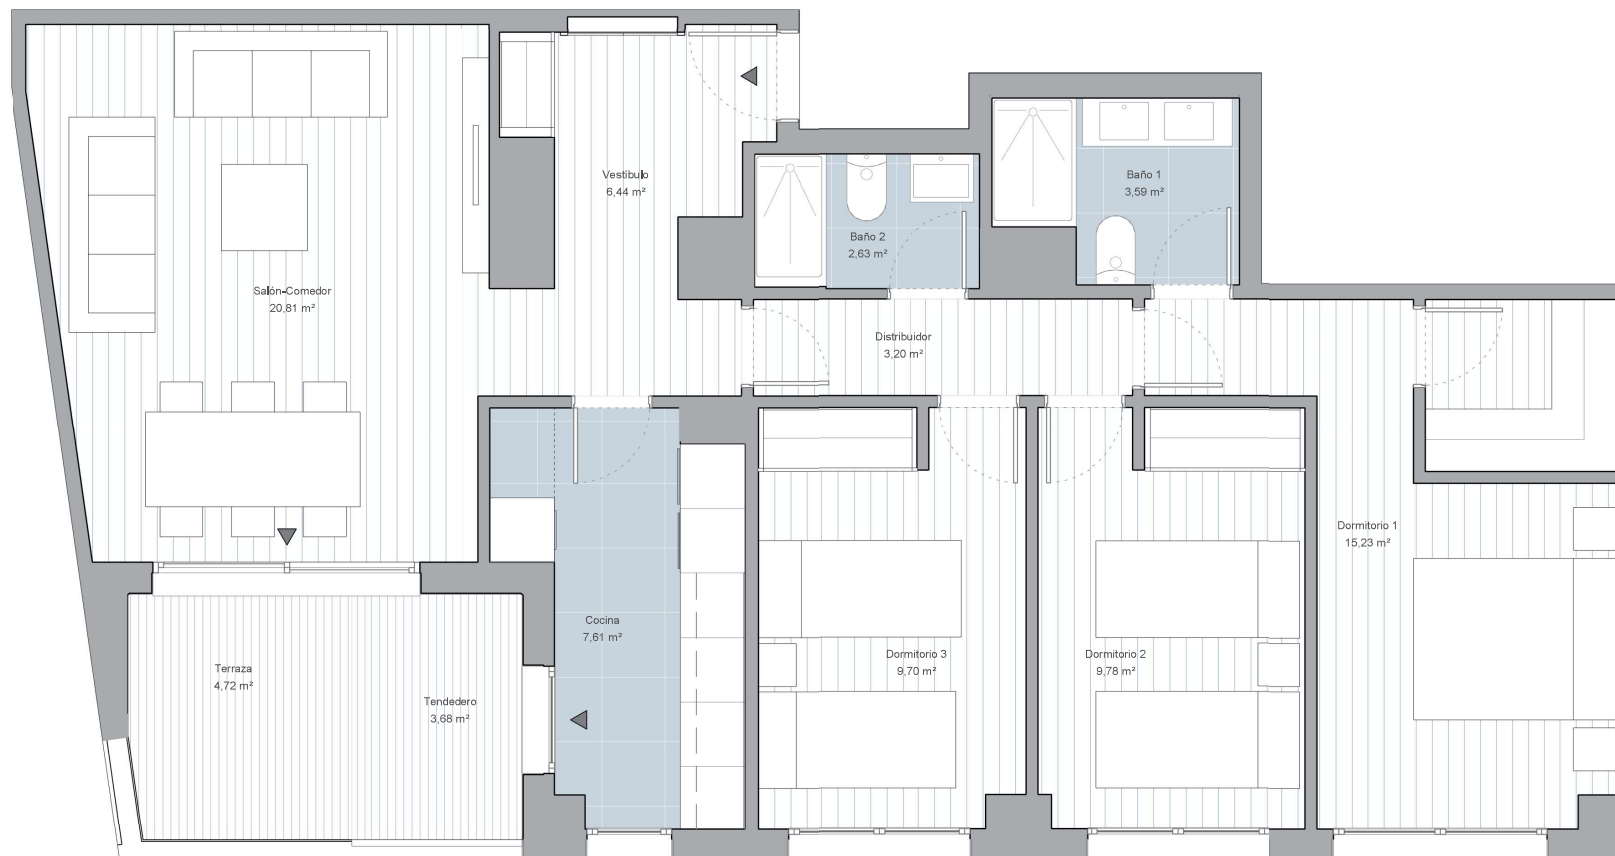 Vestíbulo
6,44 m²
Baño 1
3,59 m²
Baño 2
2,63 m²
Salón-Comedor
20,81 m²
Distribuidor
3,20 m²
Dormitorio 1
15,23 m²
Cocina
7,61 m²
Dormitorio 3
9,70 m²
Dormitorio 2
9,78 m²
Terraza
4,72 m²
Tendedero
3,68 m²